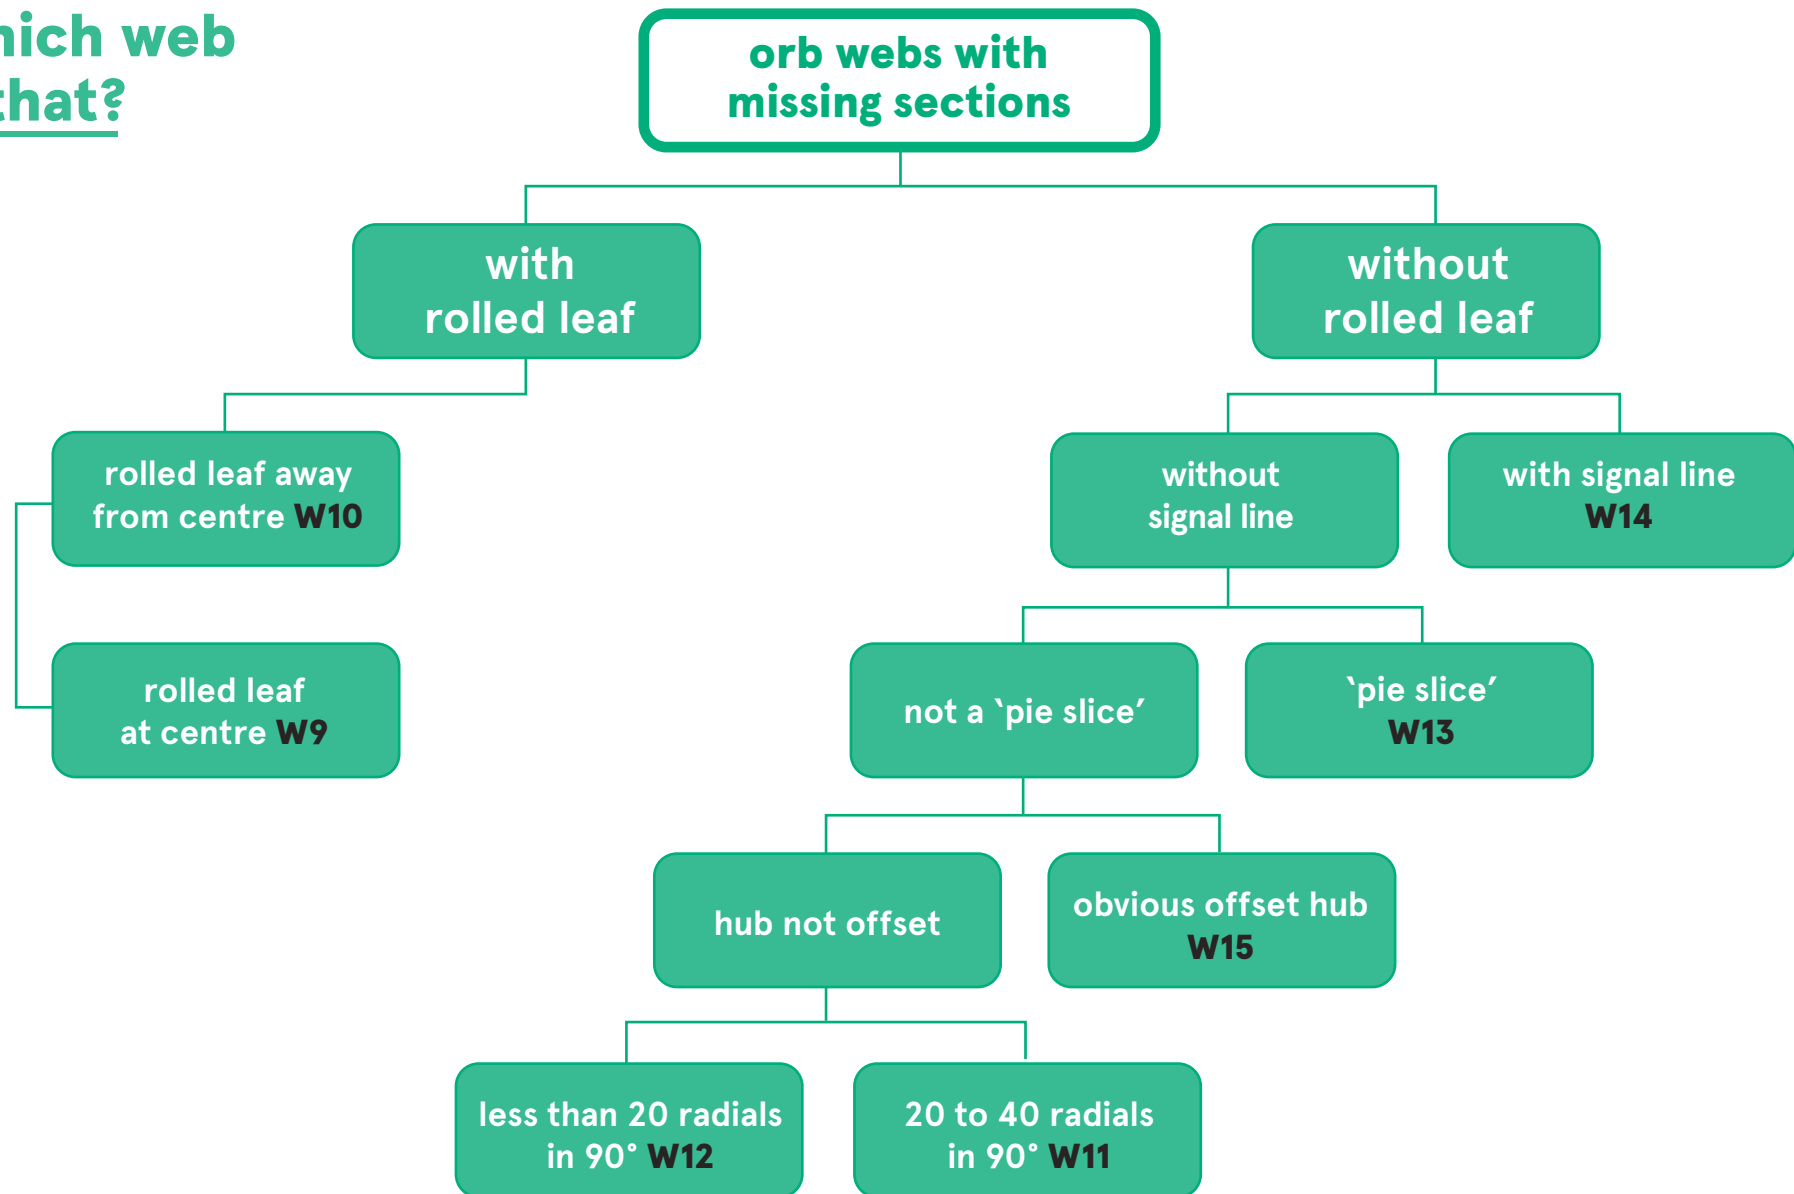 web
that?
orb webs with
missing sections
with
rolled leaf
without
rolled leaf
rolled leaf away
from centre W10
without
signal line
with signal line
W14
rolled leaf
at centre W9
not a ‘pie slice’
‘pie slice’
W13
hub not offset
obvious offset hub
W15
less than 20 radials
in 90° W12
20 to 40 radials
in 90° W11